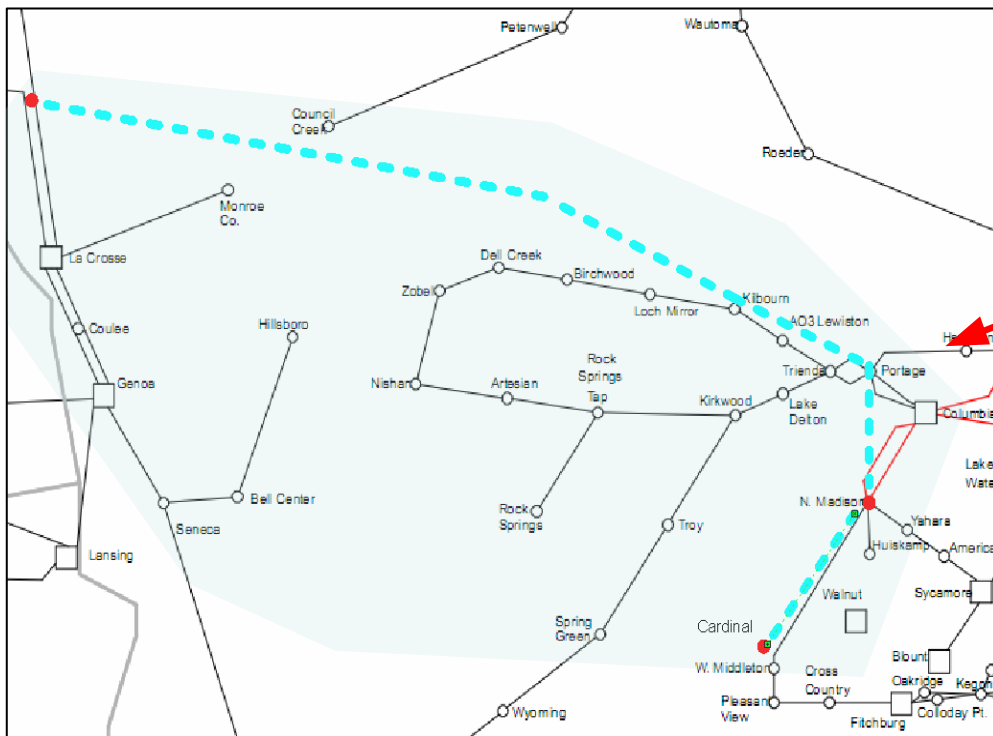 Petenwell
Wautoma
Council
Creek
Roeder
Monroe
Co.
La Crosse
Dell Creek
Birchwood
Zobel
Loch Mirror
Kilbourn
Coulee
Hillsboro
AO3 Lewiston
Rock
Springs
Tap
Trienda
Portage
Genoa
Nishan
Artesian
Kirkwood
Lake
Delton
Columbia
Lake
Wate
N. Madison
Bell Center
Seneca
Rock
Springs
Troy
Yahara
Huiskamp
America
Lansing
Walnut
Sycamore
Spring
Green
Cardinal
W. Middleton
Blount
Cross
Country
Oakridge
Pleasant
View
Fitchburg
Colloday Pt.
Wyoming